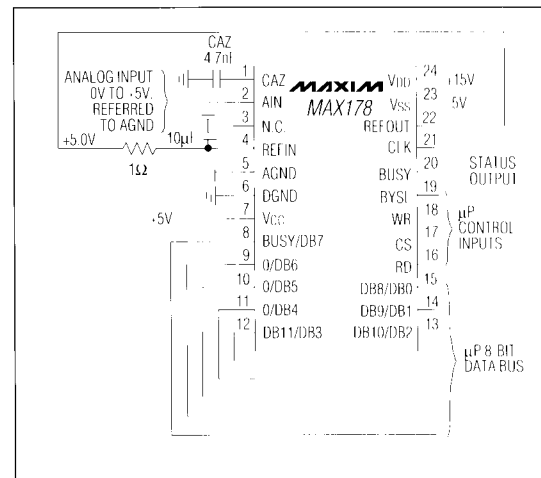 CAZ
4.7nF
ANALOG INPUT
0V TO +5V.
REFERRED
TO AGND
+5.0V
1Ω
10µf
+5V
1 CAZ
2 AIN
3 N.C.
4 REFIN
5 AGND
6 DGND
7 VCC
8 BUSY/DB7
9 0/DB6
10 0/DB5
11 0/DB4
12 DB11/DB3
MAXIM
MAX178
VDD 24 +15V
VSS 23 5V
REFOUT 22
CLK 21
BUSY 20
BYSL 19
WR 18
CS 17
RD 16
DB8/DB0 15
DB9/DB1 14
DB10/DB2 13
STATUS
OUTPUT
µP
CONTROL
INPUTS
µP 8 BIT
DATA BUS